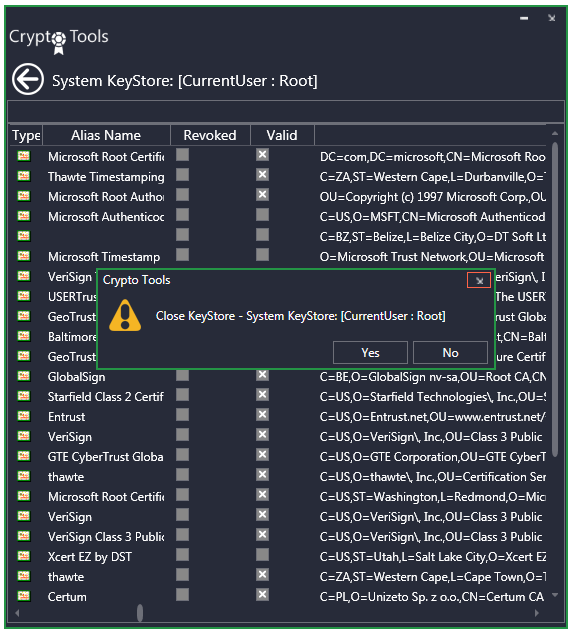 Crypto Tools
System KeyStore: [CurrentUser : Root]
Type Alias Name Revoked Valid
Microsoft Root Certific DC=com,DC=microsoft,CN=Microsoft Roo
Thawte Timestamping C=ZA,ST=Western Cape,L=Durbanville,O=T
Microsoft Root Author OU=Copyright (c) 1997 Microsoft Corp.,OU
Microsoft Authenticod C=US,O=MSFT,CN=Microsoft Authenticod
C=BZ,ST=Belize,L=Belize City,O=DT Soft Lt
Microsoft Timestamp O=Microsoft Trust Network,OU=Microsoft
VeriSign eriSign\, I
Crypto Tools
USERTrus The USER
GeoTrust rust Globa
Close KeyStore - System KeyStore: [CurrentUser : Root]
Baltimore t,CN=Balt
GeoTrust ure Certif
Yes No
GlobalSign C=BE,O=GlobalSign nv-sa,OU=Root CA,CN
Starfield Class 2 Certif C=US,O=Starfield Technologies\, Inc.,OU=S
Entrust C=US,O=Entrust.net,OU=www.entrust.net/
VeriSign C=US,O=VeriSign\, Inc.,OU=Class 3 Public
GTE CyberTrust Globa C=US,O=GTE Corporation,OU=GTE CyberT
thawte C=US,O=thawte\, Inc.,OU=Certification Ser
Microsoft Root Certific C=US,ST=Washington,L=Redmond,O=Mic
VeriSign C=US,O=VeriSign\, Inc.,OU=Class 3 Public
VeriSign Class 3 Public C=US,O=VeriSign\, Inc.,OU=Class 3 Public
Xcert EZ by DST C=US,ST=Utah,L=Salt Lake City,O=Xcert EZ
thawte C=ZA,ST=Western Cape,L=Cape Town,O=T
Certum C=PL,O=Unizeto Sp. z o.o.,CN=Certum CA